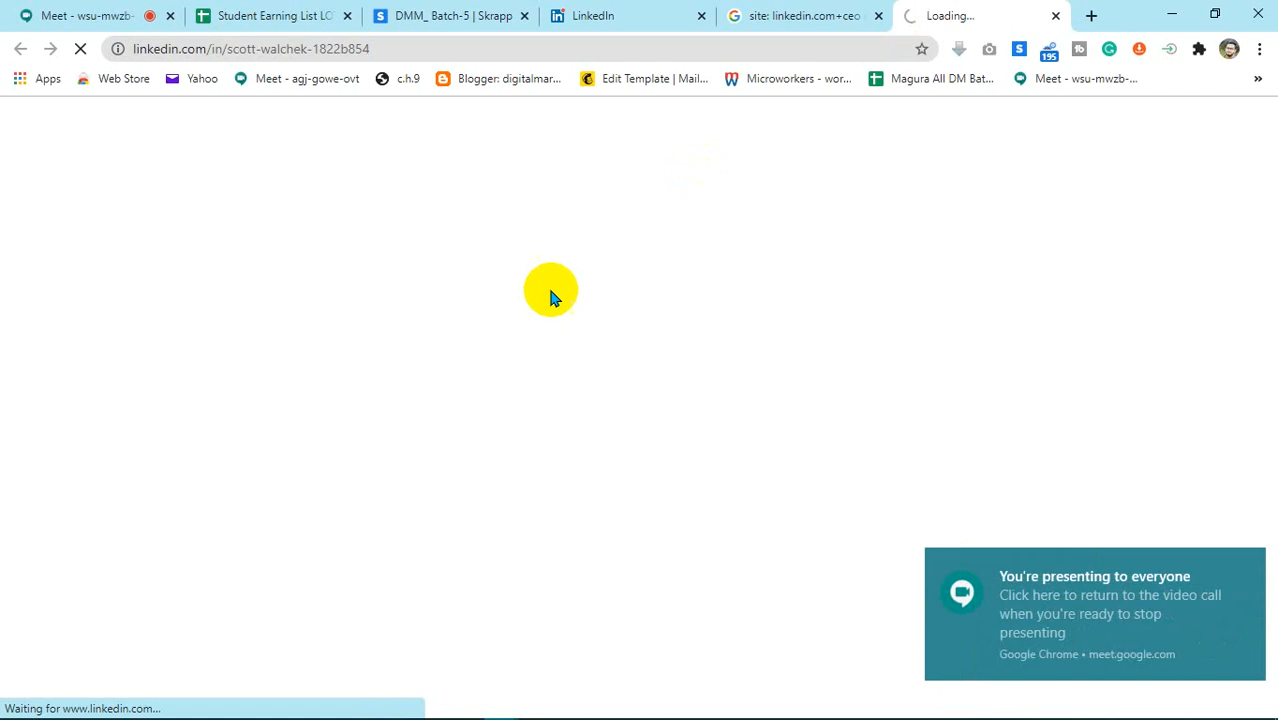 Meet - wsu-mwzb-
Student Earning List LC
DMM_ Batch-5 | Skrapp
LinkedIn
site: linkedin.com+ceo
Loading...
linkedin.com/in/scott-walchek-1822b854
195
Apps
Web Store
Yahoo
Meet - agj-gowe-ovt
c.h.9
Blogger: digitalmar...
Edit Template | Mail...
Microworkers - wor...
Magura All DM Bat...
Meet - wsu-mwzb-...
You're presenting to everyone
Click here to return to the video call
when you're ready to stop
presenting
Google Chrome • meet.google.com
Waiting for www.linkedin.com...